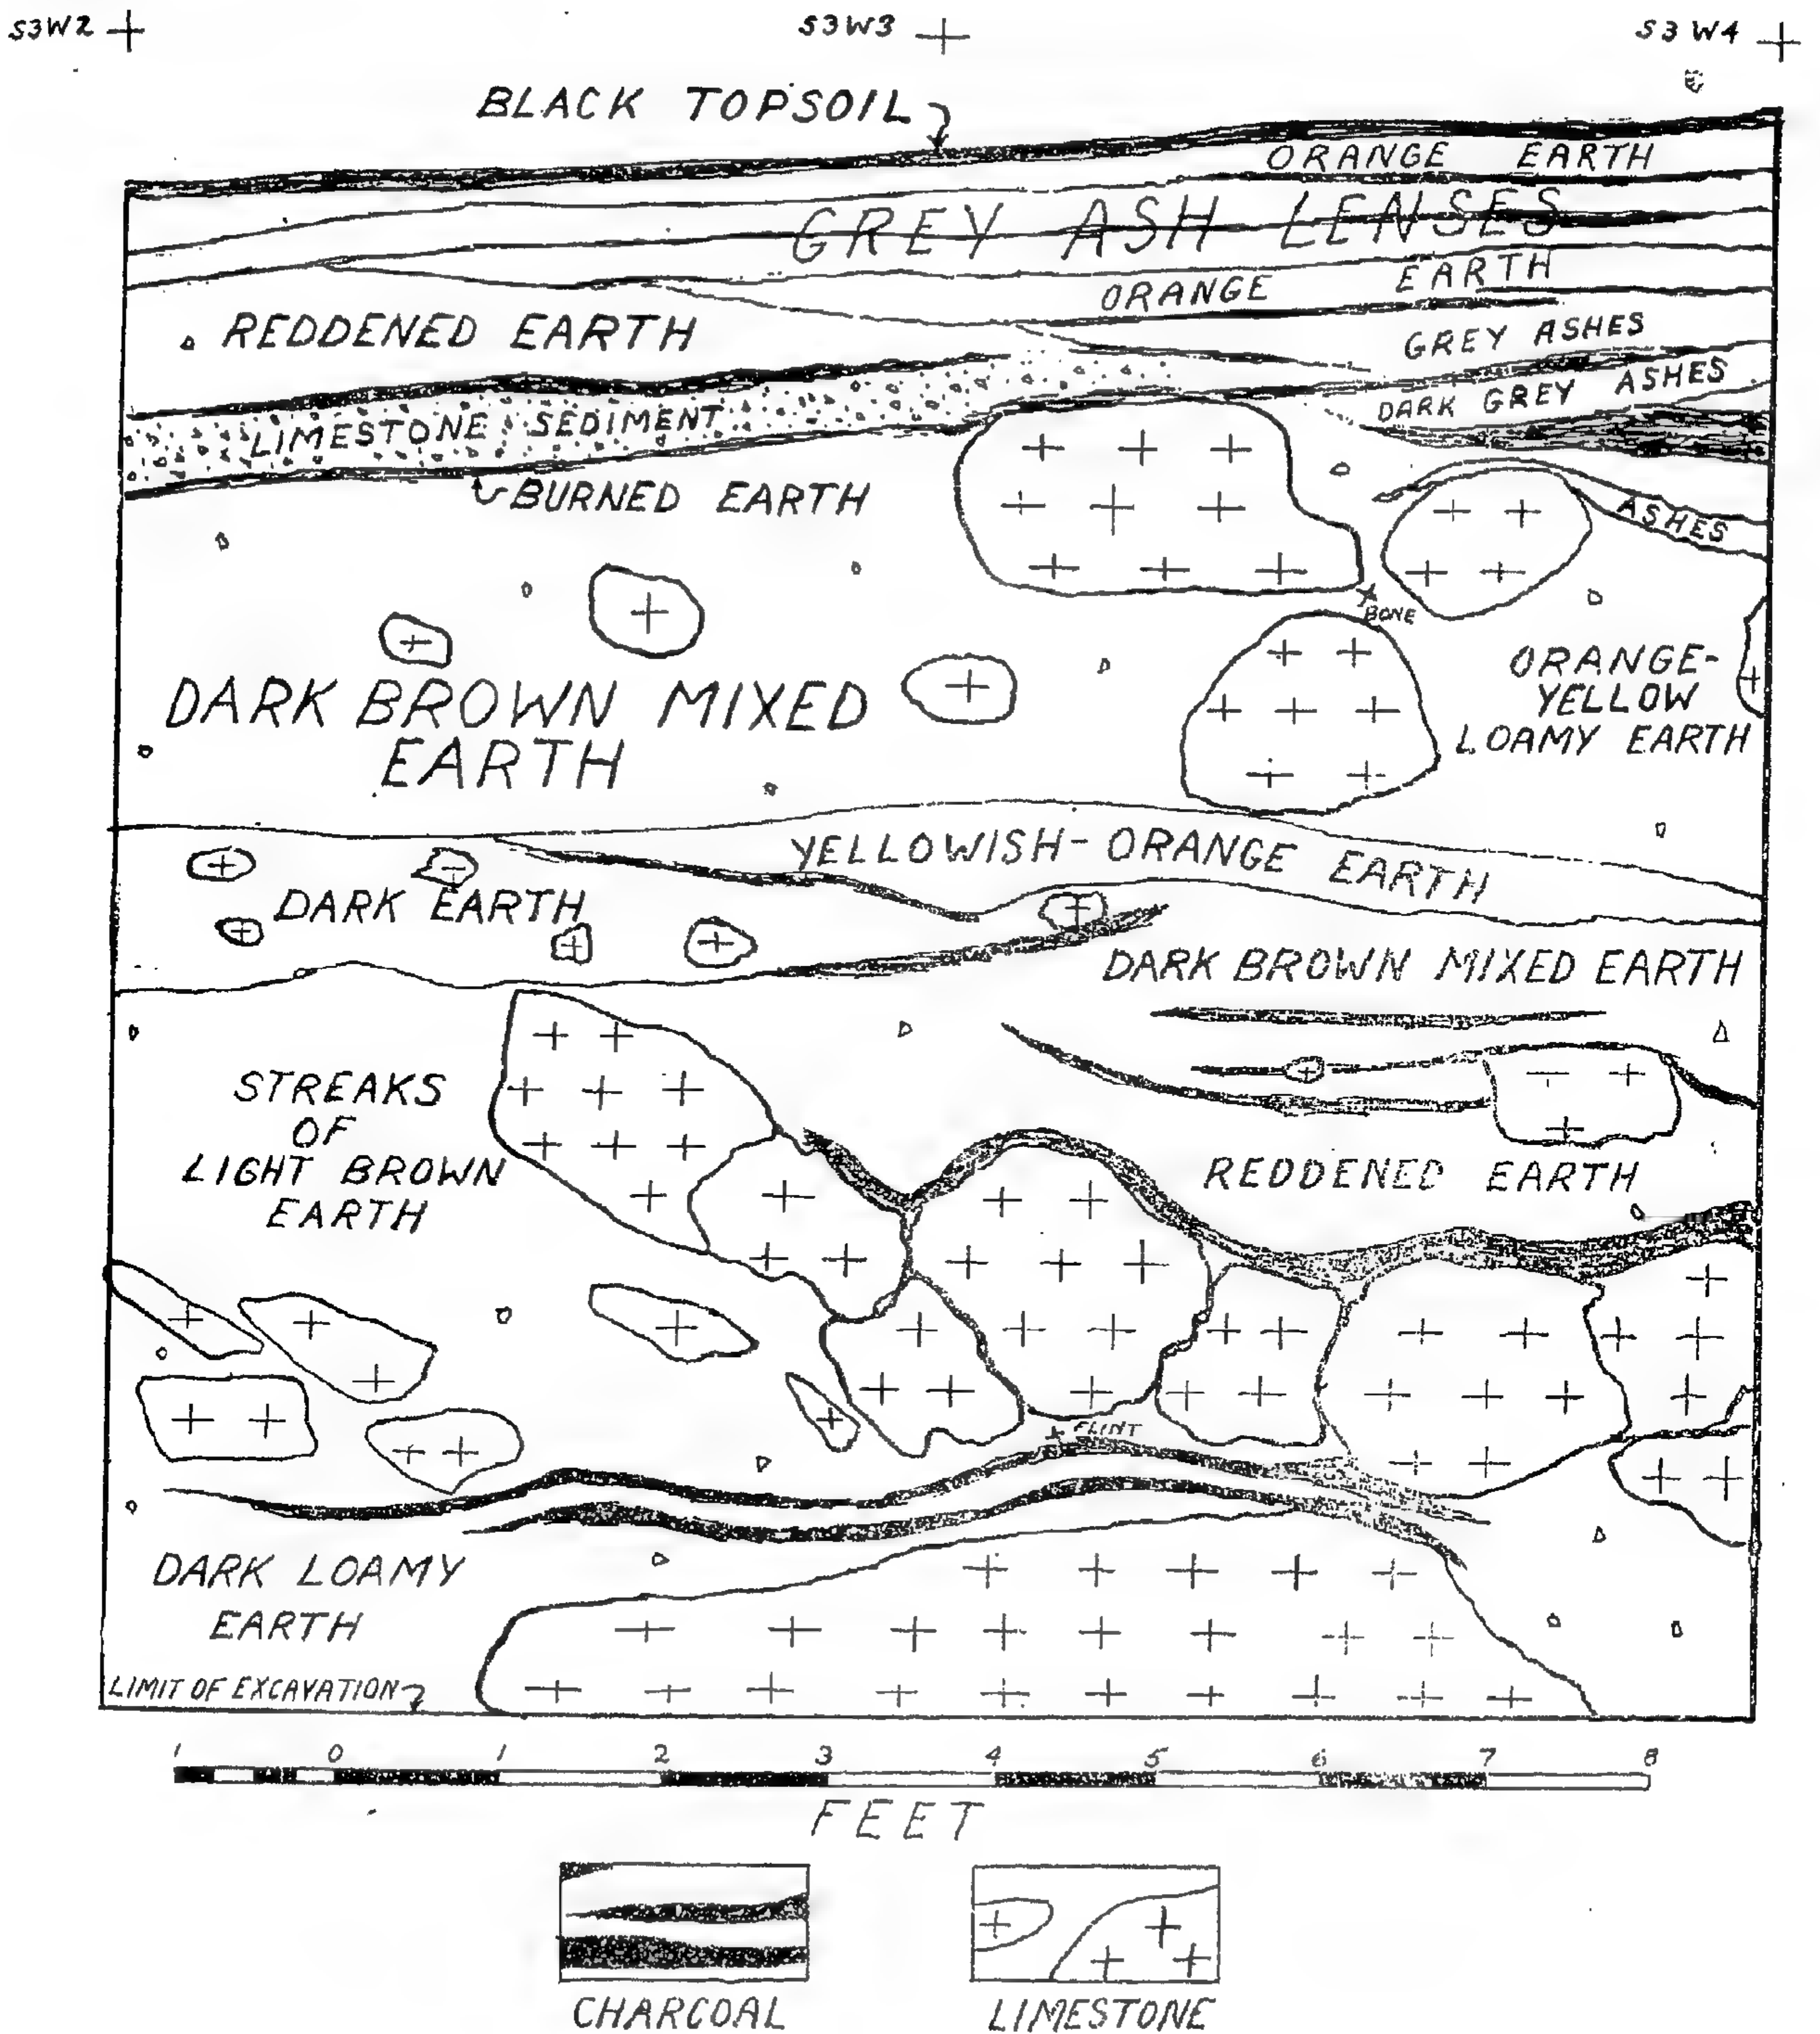 S3W2 S3W3 S3W4
BLACK TOPSOIL
ORANGE EARTH
GREY ASH LENSES
ORANGE EARTH
REDDENED EARTH
GREY ASHES
DARK GREY ASHES
LIMESTONE SEDIMENT
BURNED EARTH
ASHES
BONE
DARK BROWN MIXED
EARTH
ORANGE-
YELLOW
LOAMY EARTH
YELLOWISH-ORANGE EARTH
DARK EARTH
DARK BROWN MIXED EARTH
STREAKS
OF
LIGHT BROWN
EARTH
REDDENED EARTH
FLINT
DARK LOAMY
EARTH
LIMIT OF EXCAVATION
1 0 1 2 3 4 5 6 7 8
FEET
CHARCOAL LIMESTONE